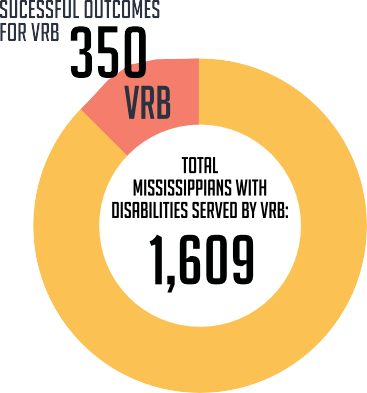 SUCESSFUL OUTCOMES
FOR VRB
350
VRB
TOTAL
MISSISSIPPIANS WITH
DISABILITIES SERVED BY VRB:
1,609